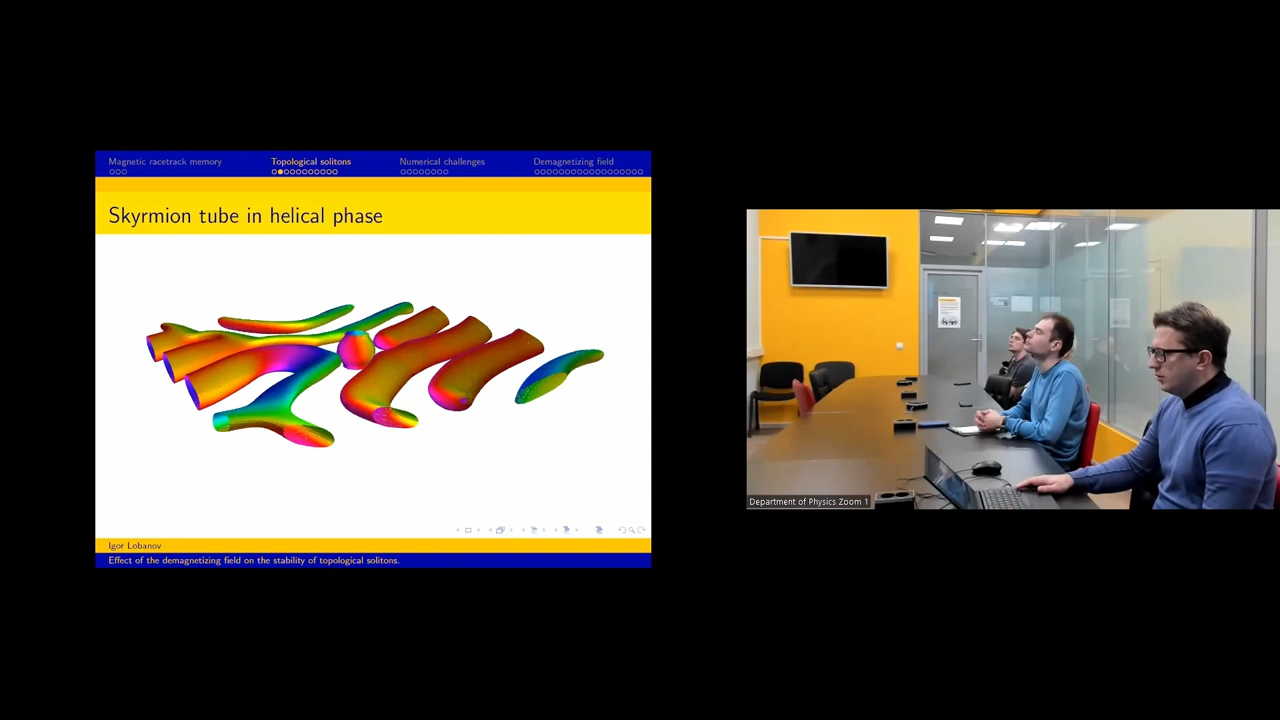 Magnetic racetrack memory
Topological solitons
Numerical challenges
Demagnetizing field
Skyrmion tube in helical phase
Igor Lobanov
Effect of the demagnetizing field on the stability of topological solitons.
Department of Physics Zoom 1